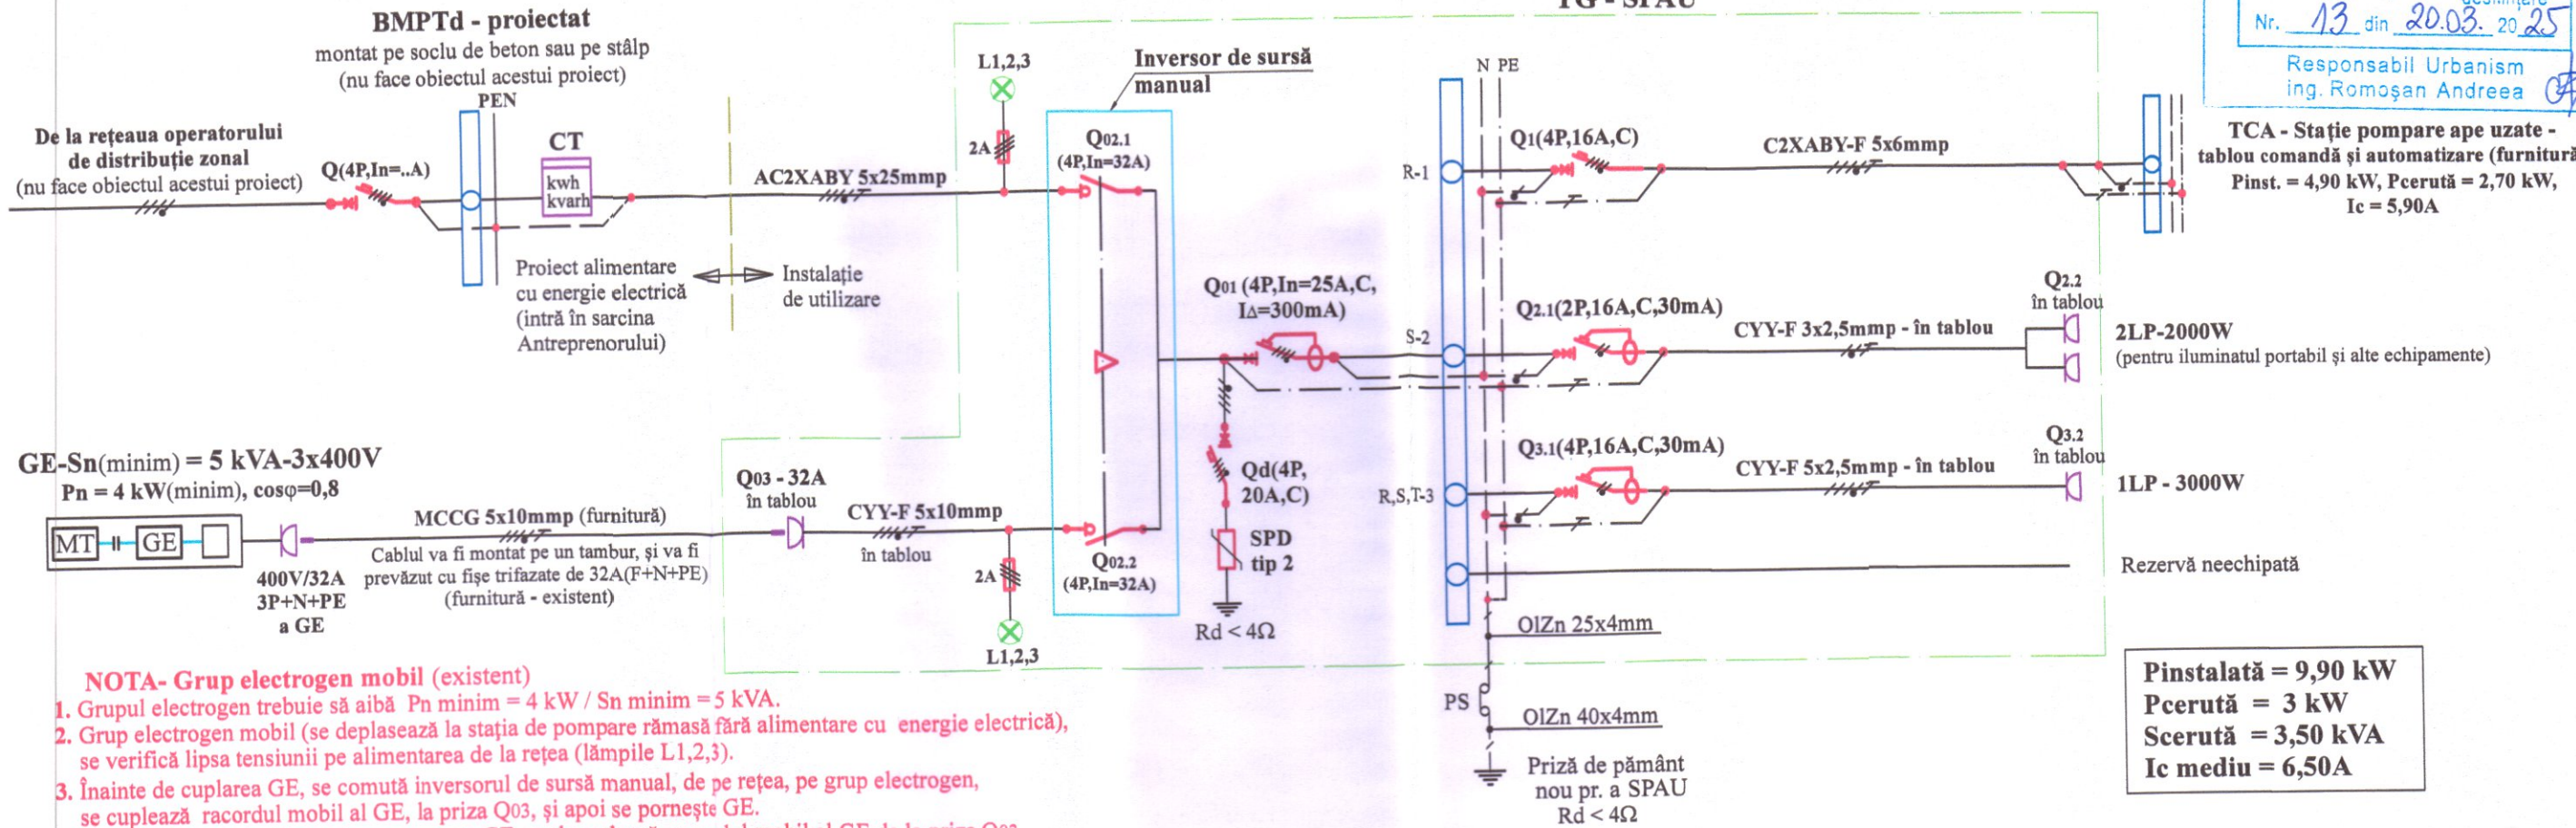 BMPTd - proiectat
montat pe soclu de beton sau pe stâlp
(nu face obiectul acestui proiect)
PEN
De la rețeaua operatorului
de distribuție zonal
(nu face obiectul acestui proiect)
Q(4P,In=..A)
CT
kwh
kvarh
AC2XABY 5x25mmp
Proiect alimentare
cu energie electrică
(intră în sarcina
Antreprenorului)
Instalație
de utilizare
TG - SPAU
L1,2,3
2A
Inversor de sursă
manual
Q02.1
(4P,In=32A)
Q01 (4P,In=25A,C,
IΔ=300mA)
Q02.2
(4P,In=32A)
Qd(4P,
20A,C)
SPD
tip 2
Rd < 4Ω
N PE
R-1
Q1(4P,16A,C)
C2XABY-F 5x6mmp
Nr. 13 din 20.03. 2025
Responsabil Urbanism
ing. Romoșan Andreea
TCA - Stație pompare ape uzate -
tablou comandă și automatizare (furnitură
Pinst. = 4,90 kW, Pcerută = 2,70 kW,
Ic = 5,90A
S-2
Q2.1(2P,16A,C,30mA)
CYY-F 3x2,5mmp - în tablou
Q2.2
în tablou
2LP-2000W
(pentru iluminatul portabil și alte echipamente)
R,S,T-3
Q3.1(4P,16A,C,30mA)
CYY-F 5x2,5mmp - în tablou
Q3.2
în tablou
1LP - 3000W
Rezervă neechipată
OlZn 25x4mm
PS
OlZn 40x4mm
Priză de pământ
nou pr. a SPAU
Rd < 4Ω
GE-Sn(minim) = 5 kVA-3x400V
Pn = 4 kW(minim), cosφ=0,8
MT
GE
400V/32A
3P+N+PE
a GE
MCCG 5x10mmp (furnitură)
Cablul va fi montat pe un tambur, și va fi
prevăzut cu fișe trifazate de 32A(F+N+PE)
(furnitură - existent)
Q03 - 32A
în tablou
CYY-F 5x10mmp
în tablou
2A
L1,2,3
Pinstalată = 9,90 kW
Pcerută = 3 kW
Scerută = 3,50 kVA
Ic mediu = 6,50A
NOTA- Grup electrogen mobil (existent)
1. Grupul electrogen trebuie să aibă Pn minim = 4 kW / Sn minim = 5 kVA.
2. Grup electrogen mobil (se deplasează la stația de pompare rămasă fără alimentare cu energie electrică),
se verifică lipsa tensiunii pe alimentarea de la rețea (lămpile L1,2,3).
3. Înainte de cuplarea GE, se comută inversorul de sursă manual, de pe rețea, pe grup electrogen,
se cuplează racordul mobil al GE, la priza Q03, și apoi se pornește GE.